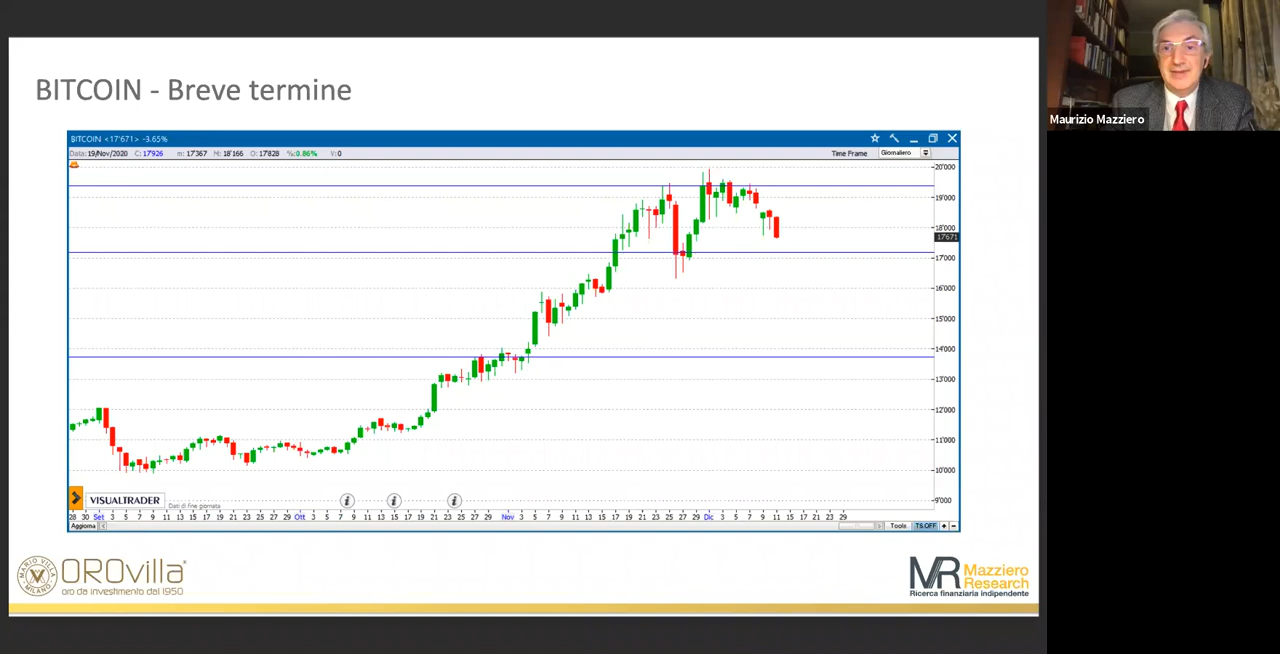 BITCOIN - Breve termine
Maurizio Mazziero
BITCOIN <17'671> -3.65%
Data: 19/Nov/2020 C: 17'926 m: 17'367 M: 18'166 O: 17'828 %:0.86% V:0
Time Frame Giornaliero
20'000
19'000
18'000
17'671
17'000
16'000
15'000
14'000
13'000
12'000
11'000
10'000
9'000
VISUALTRADER
Dati di fine giornata
28 30 Set 3 5 7 9 11 13 15 17 19 21 23 25 27 29 Ott 3 5 7 9 11 13 15 17 19 21 23 25 27 29 Nov 3 5 7 9 11 13 15 17 19 21 23 25 27 29 Dic 3 5 7 9 11 15 17 19 21 23 29
Aggiorna
Tools TS.OFF
MARIO VILLA MILANO
OROvilla
oro da investimento dal 1950
MR Mazziero
Research
Ricerca finanziaria indipendente